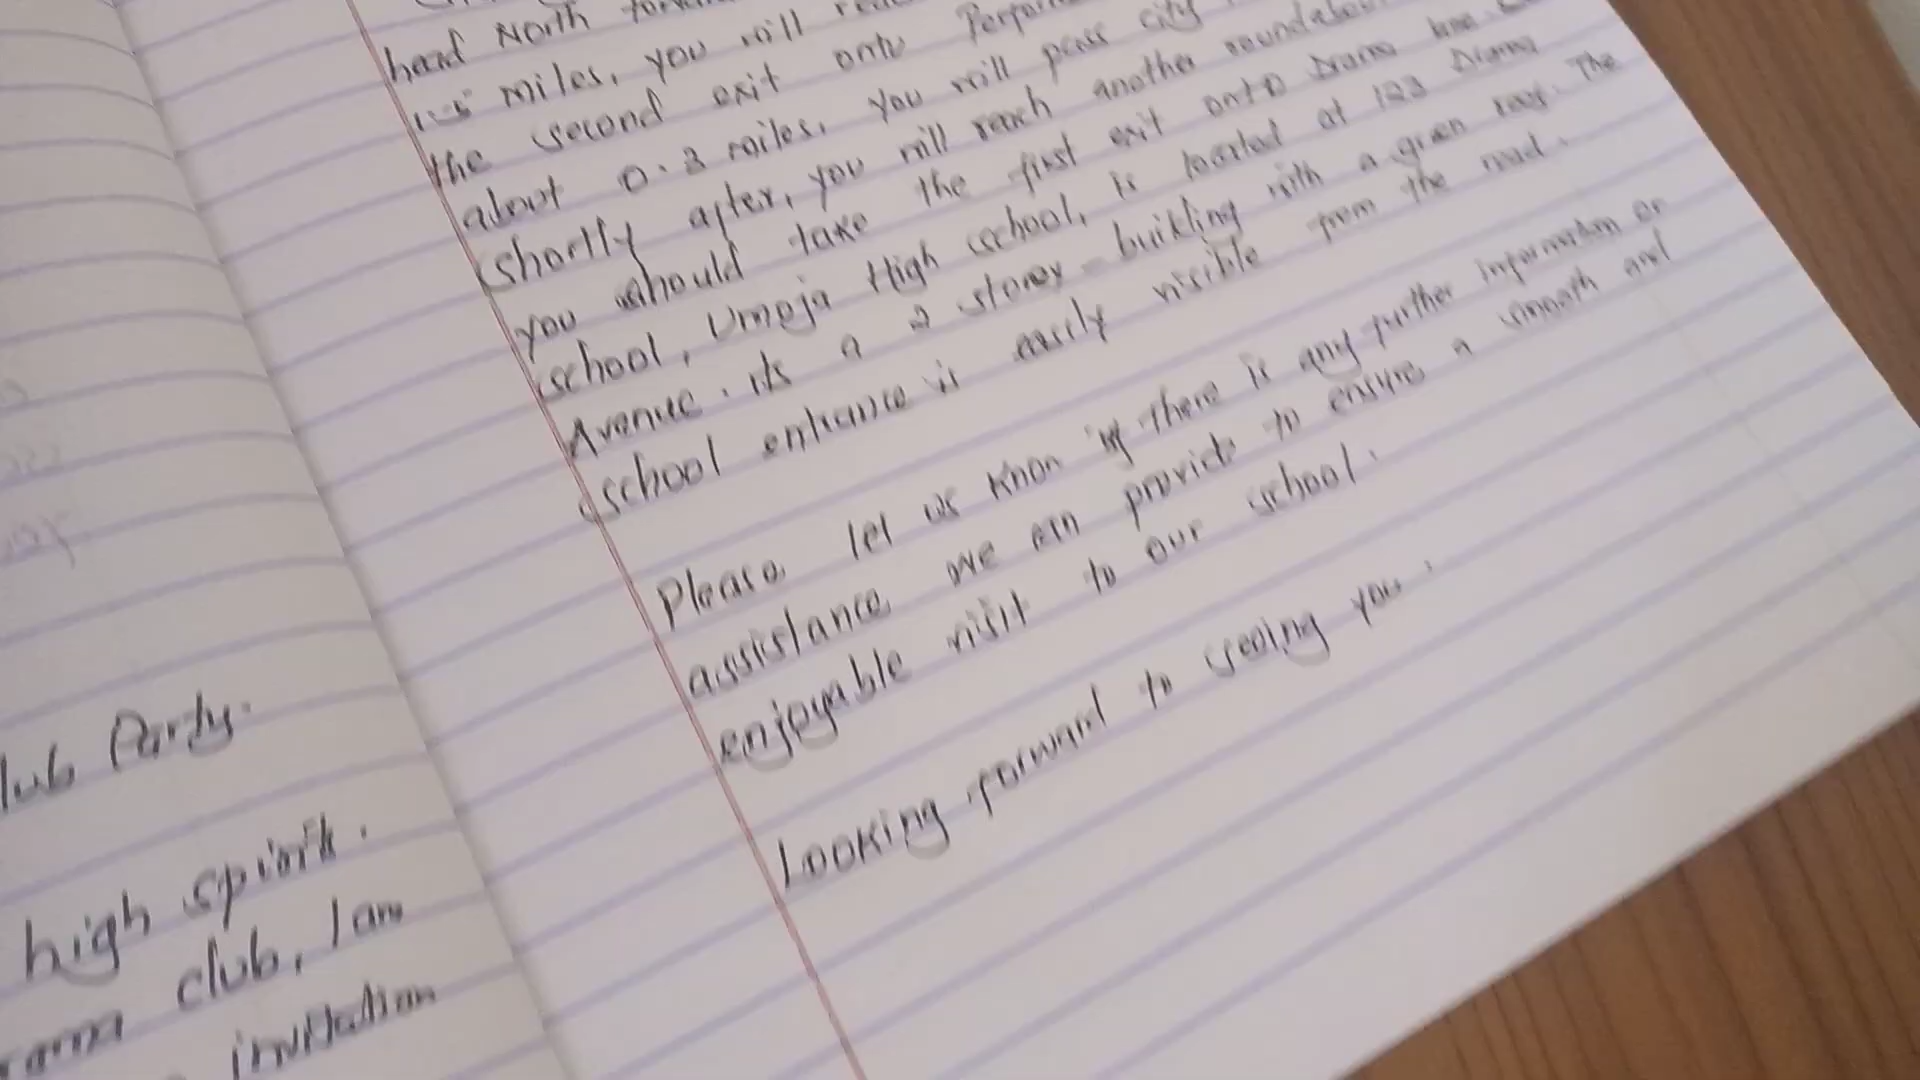 lub Party.
high spirit.
club, I am
invitation
head North
1.5 miles, you will
the second exit onto
about 0.3 miles, you will pass city
Shortly after, you will reach another roundabout
you should take the first exit onto Drama lane
school, Umoja High school, is located at 123 Drama
Avenue. its a 2 storey-building with a green roof. The
school entrance is easily visible from the road.
Please let us know if there is any further information or
assistance we can provide to ensure a smooth and
enjoyable visit to our school.
Looking forward to seeing you.